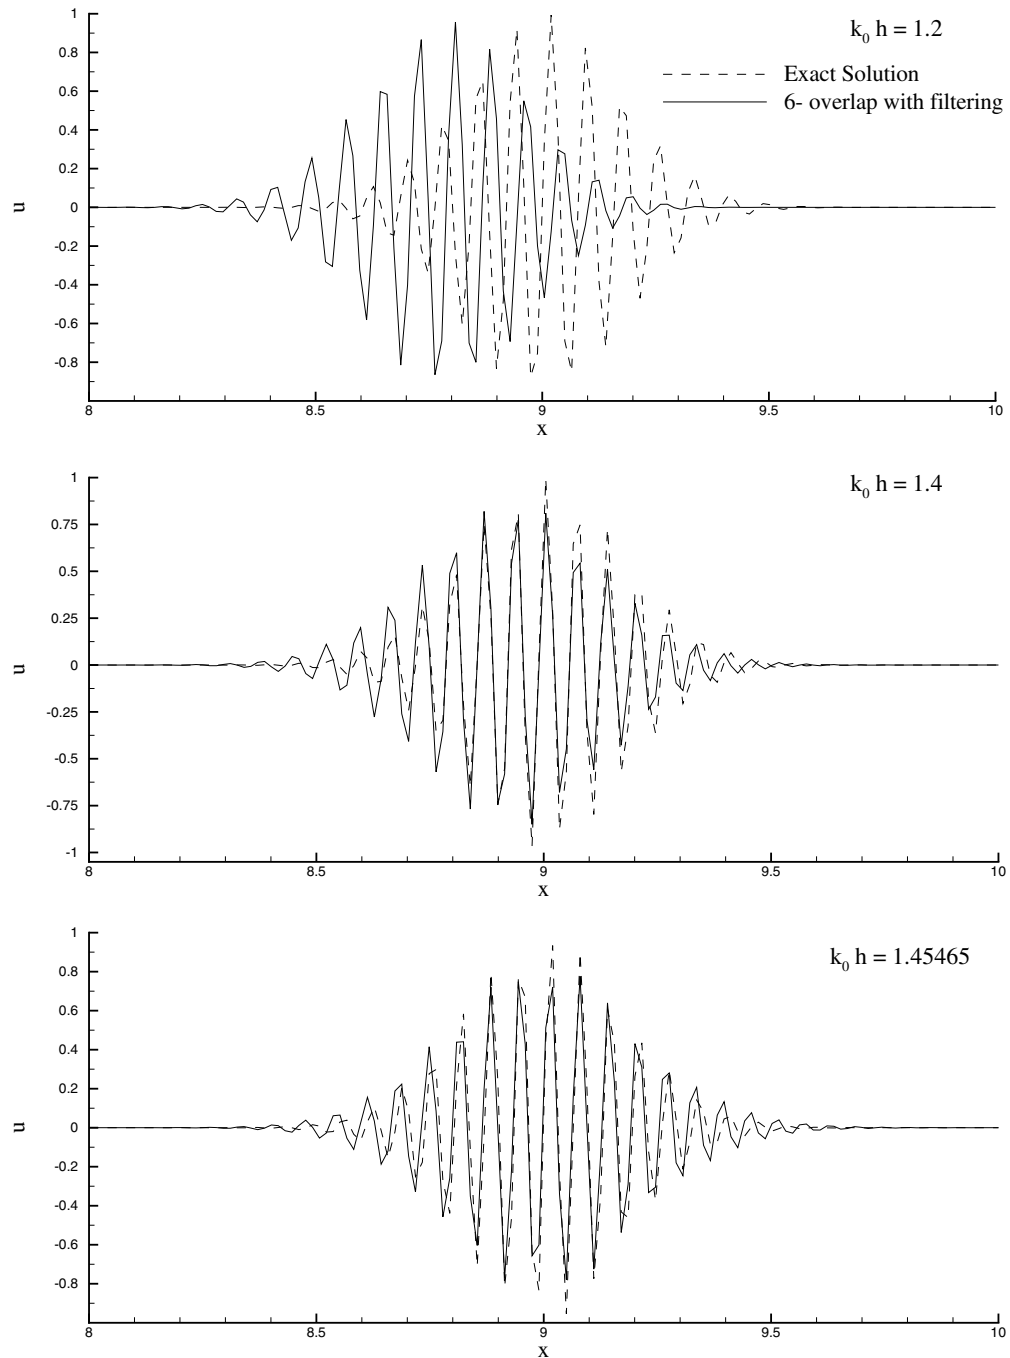 k₀ h = 1.2
Exact Solution
6- overlap with filtering
1
0.8
0.6
0.4
0.2
0
-0.2
-0.4
-0.6
-0.8
u
8 8.5 9 9.5 10
x
k₀ h = 1.4
1
0.75
0.5
0.25
0
-0.25
-0.5
-0.75
-1
u
8 8.5 9 9.5 10
x
k₀ h = 1.45465
1
0.8
0.6
0.4
0.2
0
-0.2
-0.4
-0.6
-0.8
u
8 8.5 9 9.5 10
x